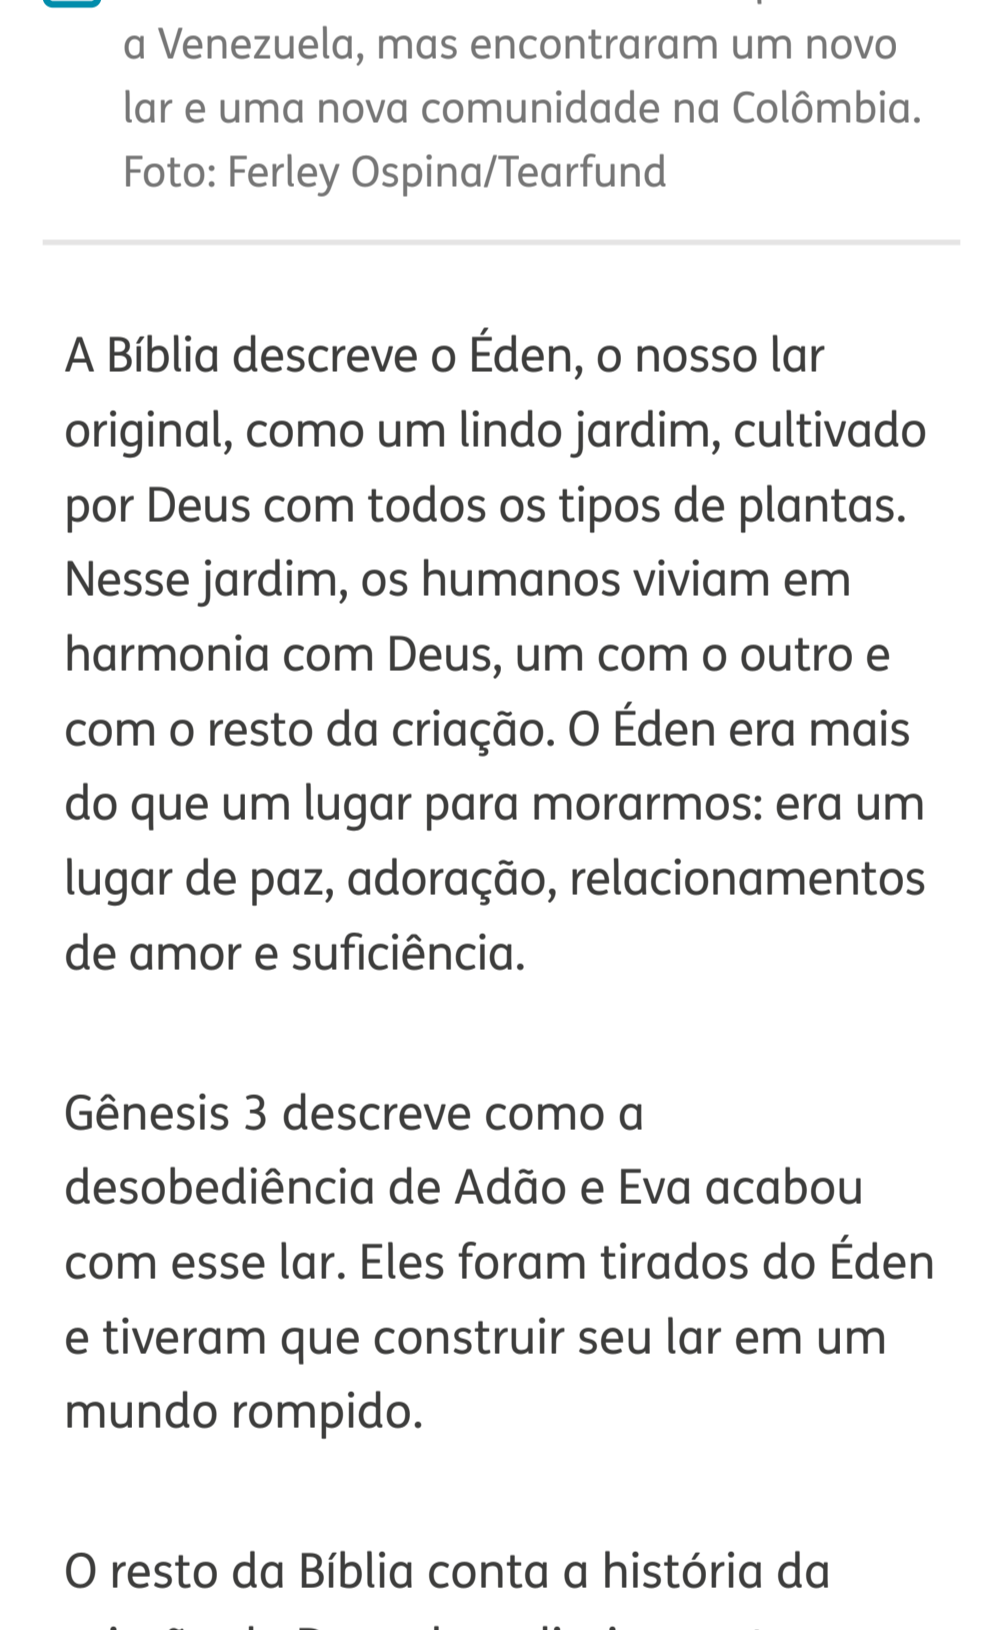 a Venezuela, mas encontraram um novo
lar e uma nova comunidade na Colômbia.
Foto: Ferley Ospina/Tearfund
A Bíblia descreve o Éden, o nosso lar
original, como um lindo jardim, cultivado
por Deus com todos os tipos de plantas.
Nesse jardim, os humanos viviam em
harmonia com Deus, um com o outro e
com o resto da criação. O Éden era mais
do que um lugar para morarmos: era um
lugar de paz, adoração, relacionamentos
de amor e suficiência.
Gênesis 3 descreve como a
desobediência de Adão e Eva acabou
com esse lar. Eles foram tirados do Éden
e tiveram que construir seu lar em um
mundo rompido.
O resto da Bíblia conta a história da